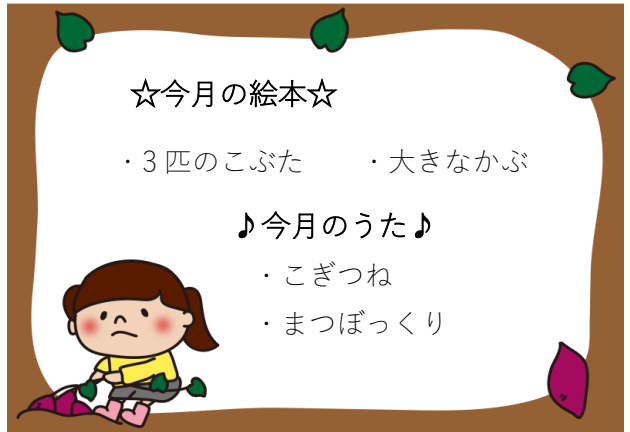 ☆今月の絵本☆
・3匹のこぶた　　・大きなかぶ
♪今月のうた♪
・こぎつね
・まつぼっくり